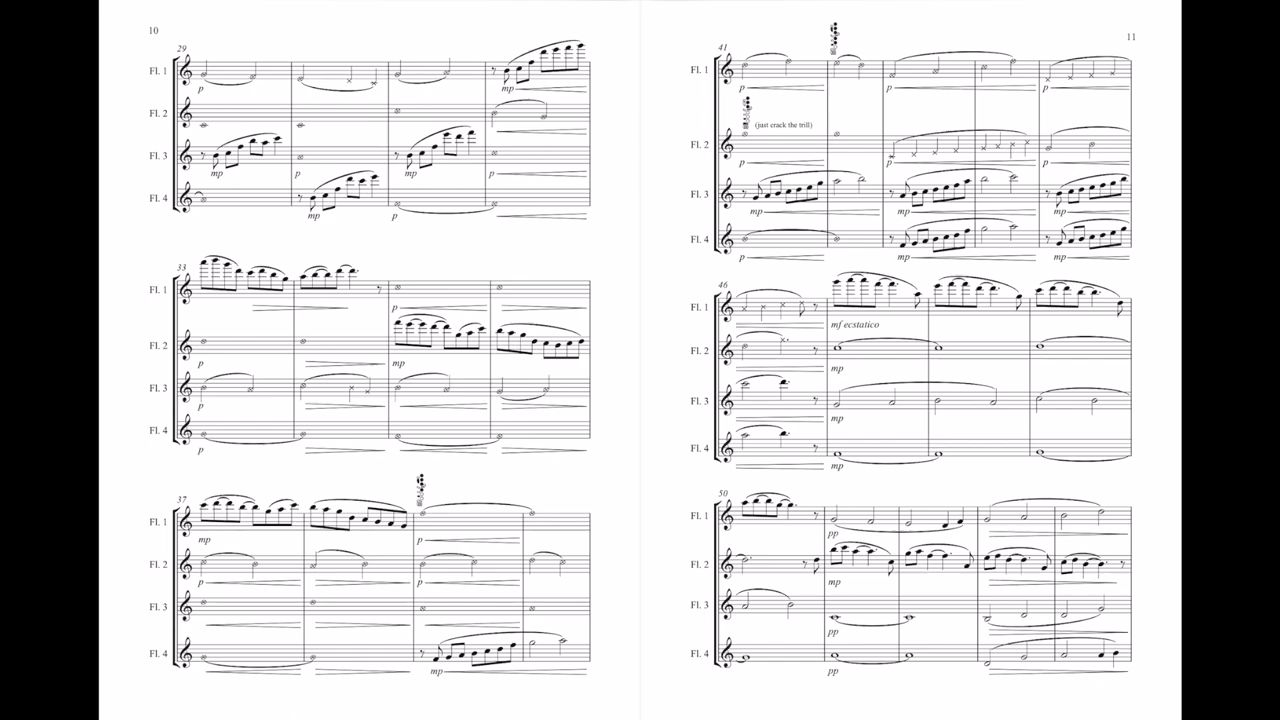 10
29
Fl. 1
mp
Fl. 2
Fl. 3
mp
p
mp
p
Fl. 4
mp
p
33
Fl. 1
p
Fl. 2
p
mp
Fl. 3
p
Fl. 4
p
37
Fl. 1
mp
p
Fl. 2
p
Fl. 3
Fl. 4
mp
11
41
Fl. 1
p
p
p
(just crack the trill)
Fl. 2
p
p
p
Fl. 3
mp
mp
mp
Fl. 4
p
mp
mp
46
Fl. 1
mf ecstatico
Fl. 2
mp
Fl. 3
mp
Fl. 4
mp
50
Fl. 1
pp
Fl. 2
mp
Fl. 3
pp
Fl. 4
pp